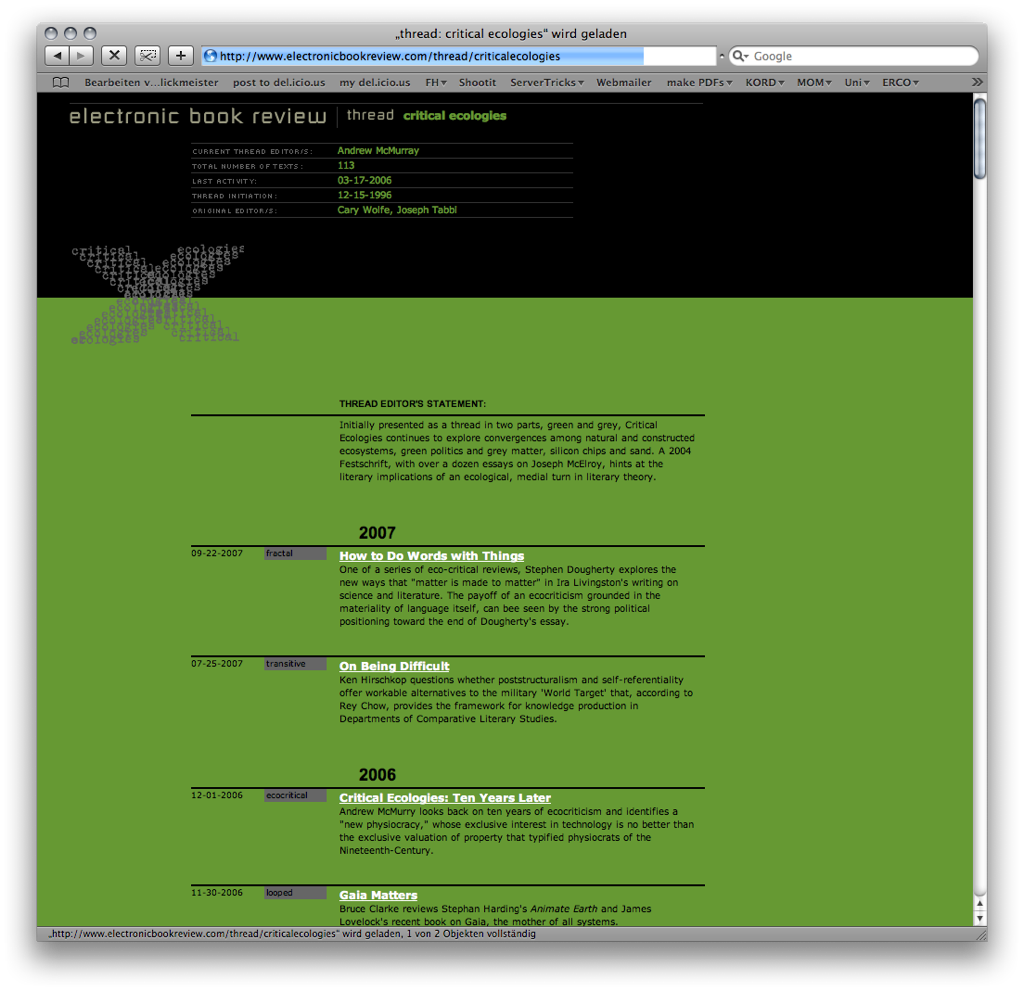 „thread: critical ecologies“ wird geladen
http://www.electronicbookreview.com/thread/criticalecologies
Google
Bearbeiten v...lickmeister post to del.icio.us my del.icio.us FH Shootit ServerTricks Webmailer make PDFs KORD MOM Uni ERCO
electronic book review thread critical ecologies
CURRENT THREAD EDITOR/S: Andrew McMurray
TOTAL NUMBER OF TEXTS: 113
LAST ACTIVITY: 03-17-2006
THREAD INITIATION: 12-15-1996
ORIGINAL EDITOR/S: Cary Wolfe, Joseph Tabbi
critical ecologies
critical ecologies
ecologies critical
ecologies critical
THREAD EDITOR'S STATEMENT:
Initially presented as a thread in two parts, green and grey, Critical
Ecologies continues to explore convergences among natural and constructed
ecosystems, green politics and grey matter, silicon chips and sand. A 2004
Festschrift, with over a dozen essays on Joseph McElroy, hints at the
literary implications of an ecological, medial turn in literary theory.
2007
09-22-2007 fractal How to Do Words with Things
One of a series of eco-critical reviews, Stephen Dougherty explores the
new ways that "matter is made to matter" in Ira Livingston's writing on
science and literature. The payoff of an ecocriticism grounded in the
materiality of language itself, can bee seen by the strong political
positioning toward the end of Dougherty's essay.
07-25-2007 transitive On Being Difficult
Ken Hirschkop questions whether poststructuralism and self-referentiality
offer workable alternatives to the military 'World Target' that, according to
Rey Chow, provides the framework for knowledge production in
Departments of Comparative Literary Studies.
2006
12-01-2006 ecocritical Critical Ecologies: Ten Years Later
Andrew McMurry looks back on ten years of ecocriticism and identifies a
"new physiocracy," whose exclusive interest in technology is no better than
the exclusive valuation of property that typified physiocrats of the
Nineteenth-Century.
11-30-2006 looped Gaia Matters
Bruce Clarke reviews Stephan Harding's Animate Earth and James
Lovelock's recent book on Gaia, the mother of all systems.
„http://www.electronicbookreview.com/thread/criticalecologies“ wird geladen, 1 von 2 Objekten vollständig